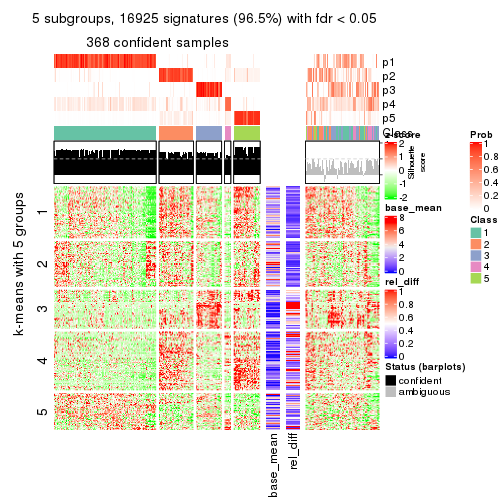 5 subgroups, 16925 signatures (96.5%) with fdr < 0.05
368 confident samples
p1
p2
p3
p4
p5
Class
Silhouette
score
k-means with 5 groups
1
2
3
4
5
base_mean
rel_diff
z-score
2
1
0
-1
-2
base_mean
8
6
4
2
0
rel_diff
1
0.8
0.6
0.4
0.2
0
Status (barplots)
confident
ambiguous
Prob
1
0.8
0.6
0.4
0.2
0
Class
1
2
3
4
5